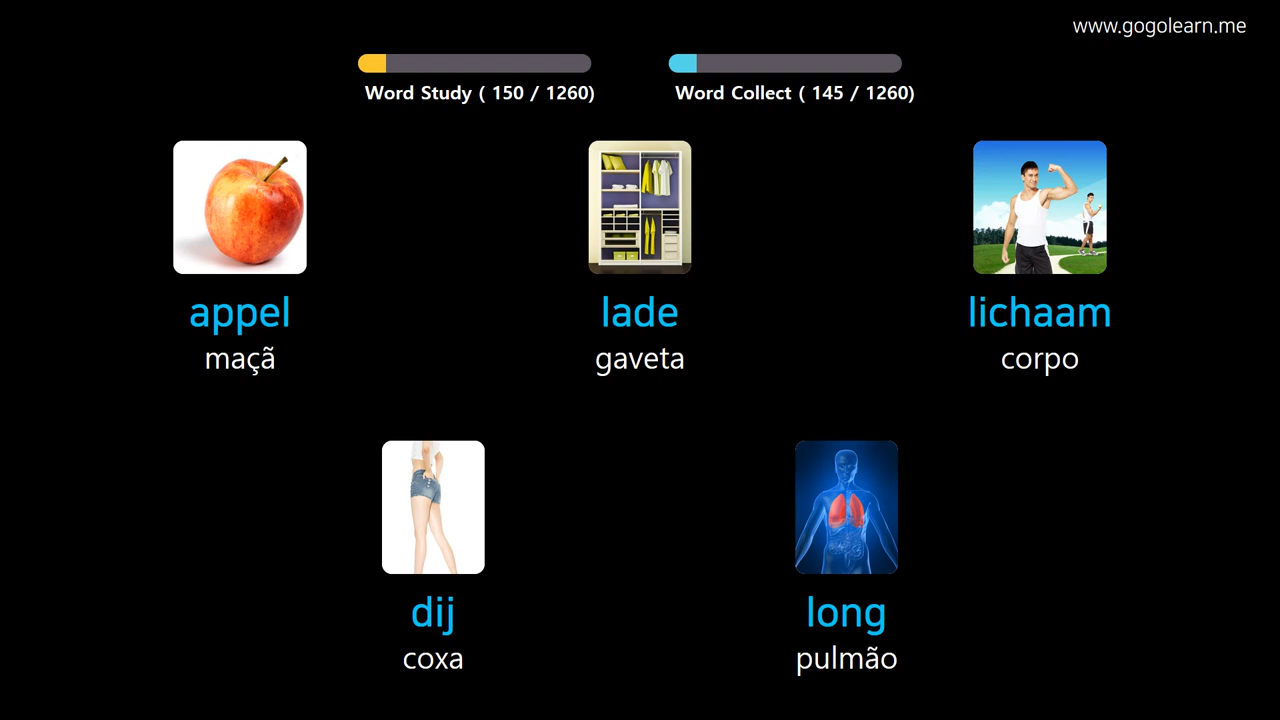 www.gogolearn.me
Word Study ( 150 / 1260)
Word Collect ( 145 / 1260)
appel
maçã
lade
gaveta
lichaam
corpo
dij
coxa
long
pulmão